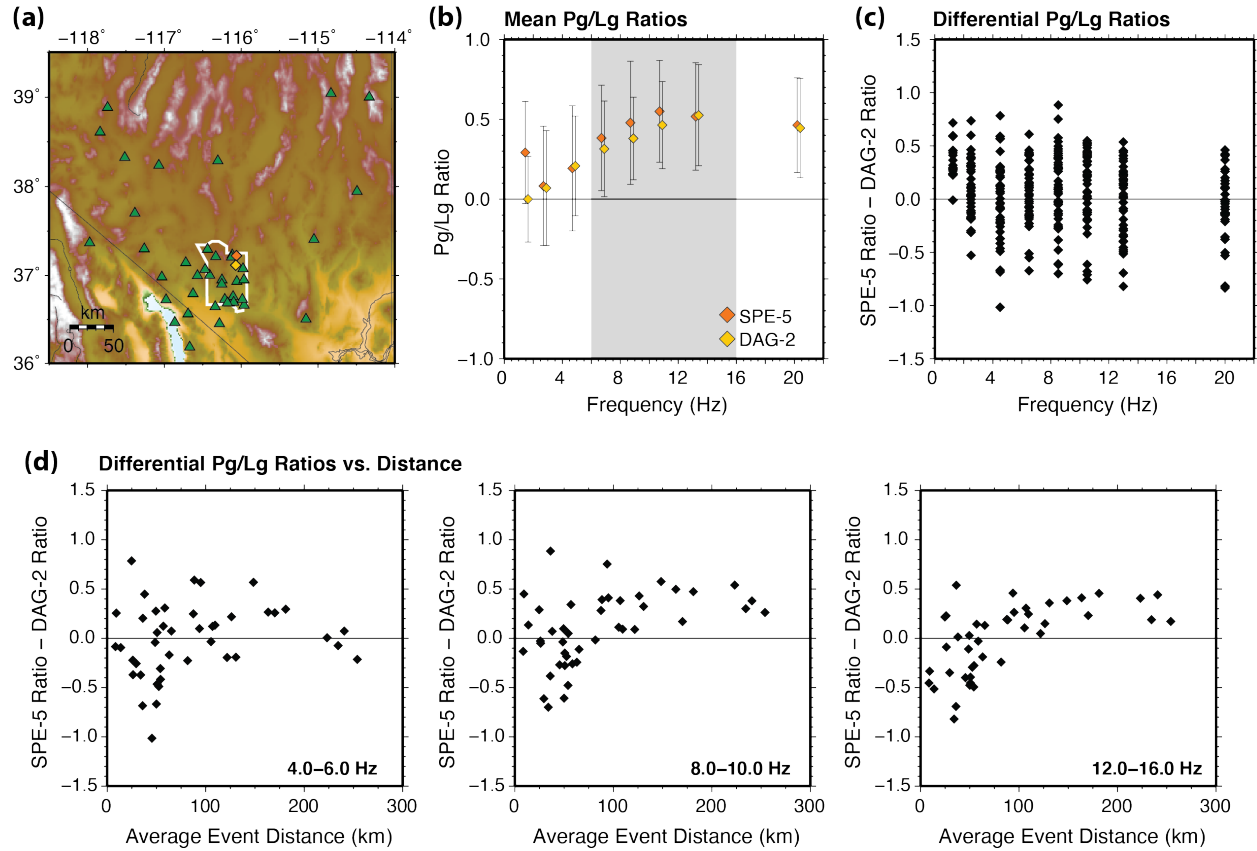 (a)
−118° −117° −116° −115° −114°
39°
38°
37°
36°
km
0 50
(b) Mean Pg/Lg Ratios
1.0
0.5
0.0
−0.5
−1.0
Pg/Lg Ratio
SPE-5
DAG-2
0 4 8 12 16 20
Frequency (Hz)
(c) Differential Pg/Lg Ratios
1.5
1.0
0.5
0.0
−0.5
−1.0
−1.5
SPE-5 Ratio – DAG-2 Ratio
0 4 8 12 16 20
Frequency (Hz)
(d) Differential Pg/Lg Ratios vs. Distance
1.5
1.0
0.5
0.0
−0.5
−1.0
−1.5
SPE-5 Ratio – DAG-2 Ratio
4.0–6.0 Hz
0 100 200 300
Average Event Distance (km)
1.5
1.0
0.5
0.0
−0.5
−1.0
−1.5
SPE-5 Ratio – DAG-2 Ratio
8.0–10.0 Hz
0 100 200 300
Average Event Distance (km)
1.5
1.0
0.5
0.0
−0.5
−1.0
−1.5
SPE-5 Ratio – DAG-2 Ratio
12.0–16.0 Hz
0 100 200 300
Average Event Distance (km)